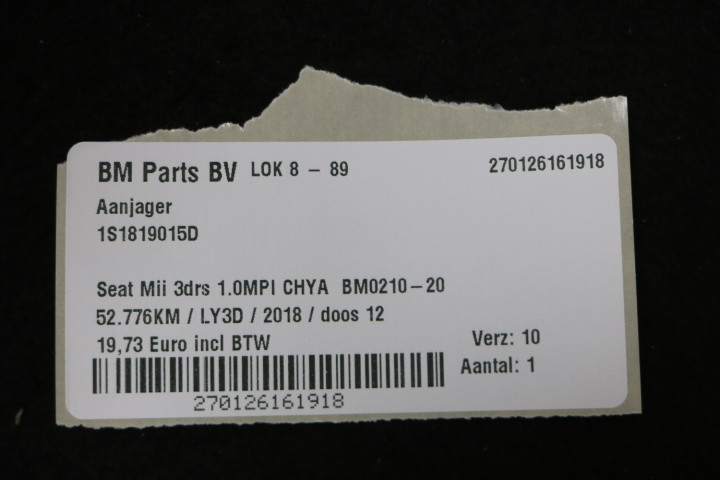 BM Parts BV LOK 8 - 89 270126161918
Aanjager
1S1819015D
Seat Mii 3drs 1.0MPI CHYA BM0210-20
52.776KM / LY3D / 2018 / doos 12
19,73 Euro incl BTW Verz: 10
Aantal: 1
270126161918